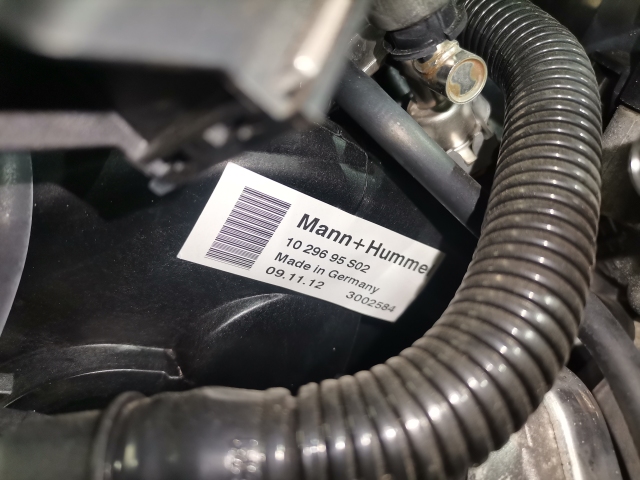 Mann+Humme
10 296 95 S02
Made in Germany
09.11.12 3002584